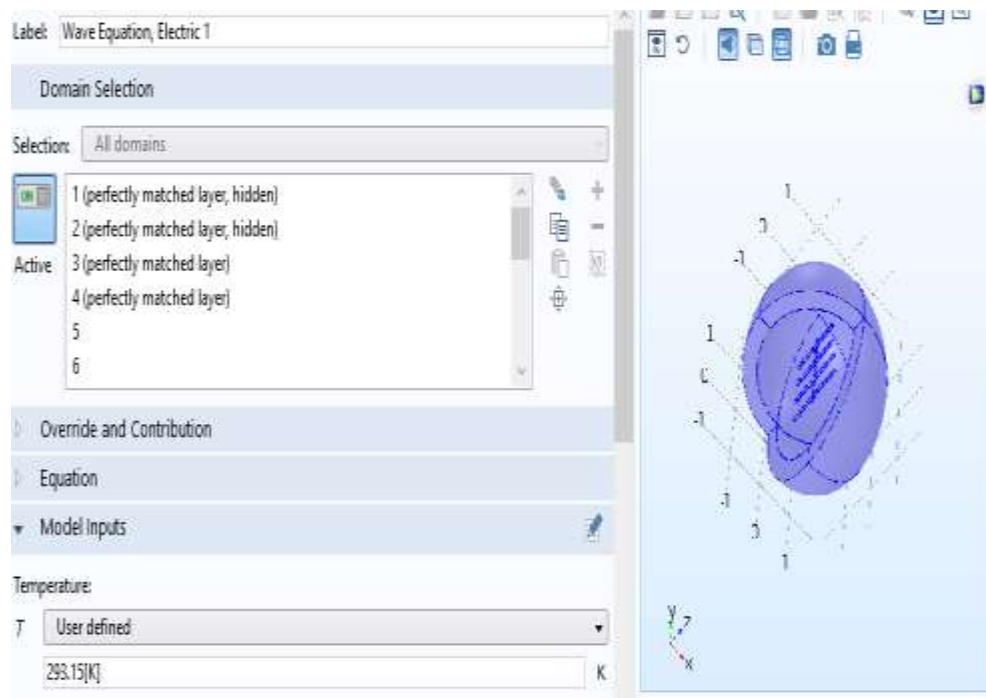 Label: Wave Equation, Electric 1
Domain Selection
Selection: All domains
1 (perfectly matched layer, hidden)
2 (perfectly matched layer, hidden)
3 (perfectly matched layer)
4 (perfectly matched layer)
5
6
Active
Override and Contribution
Equation
Model Inputs
Temperature:
T User defined
293.15[K] K
1
0
-1
1
0
-1
-1
0
1
y
z
x